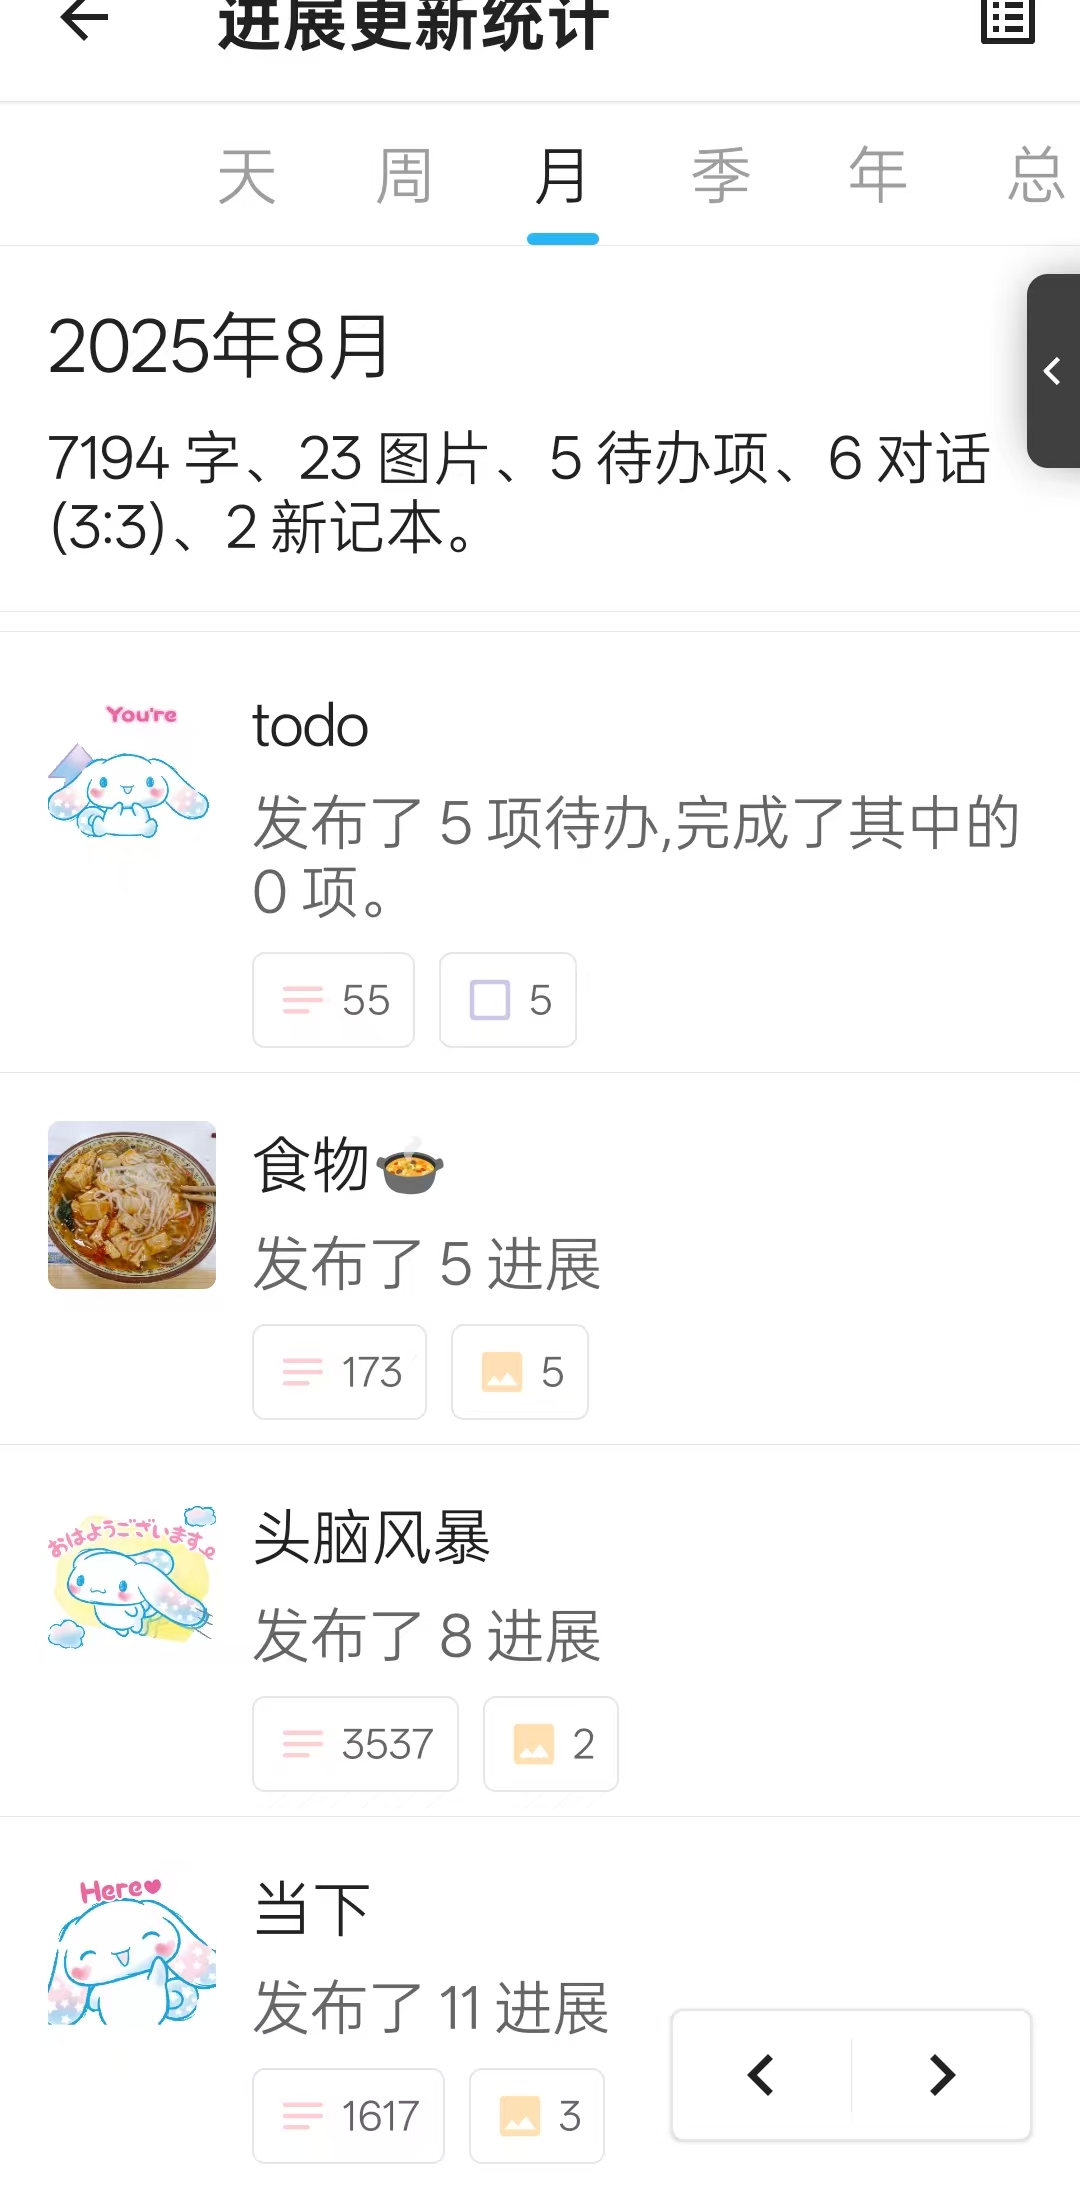 进展更新统计
天 周 月 季 年 总
2025年8月
7194 字、23 图片、5 待办项、6 对话
(3:3)、2 新记本。
You're
todo
发布了 5 项待办,完成了其中的
0 项。
55 5
食物🍲
发布了 5 进展
173 5
おはようございます。
头脑风暴
发布了 8 进展
3537 2
Here❤
当下
发布了 11 进展
1617 3